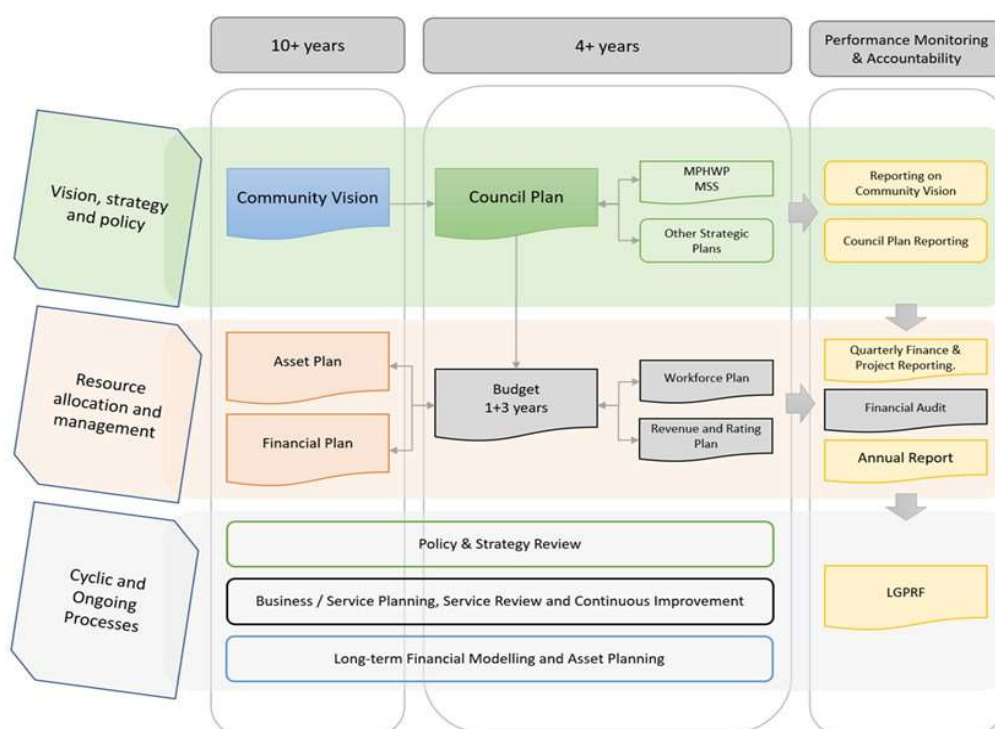 10+ years
4+ years
Performance Monitoring
& Accountability
Vision, strategy
and policy
Community Vision
Council Plan
MPHWP
MSS
Other Strategic
Plans
Reporting on
Community Vision
Council Plan Reporting
Resource
allocation and
management
Asset Plan
Financial Plan
Budget
1+3 years
Workforce Plan
Revenue and Rating
Plan
Quarterly Finance &
Project Reporting.
Financial Audit
Annual Report
Cyclic and
Ongoing
Processes
Policy & Strategy Review
Business / Service Planning, Service Review and Continuous Improvement
Long-term Financial Modelling and Asset Planning
LGPRF